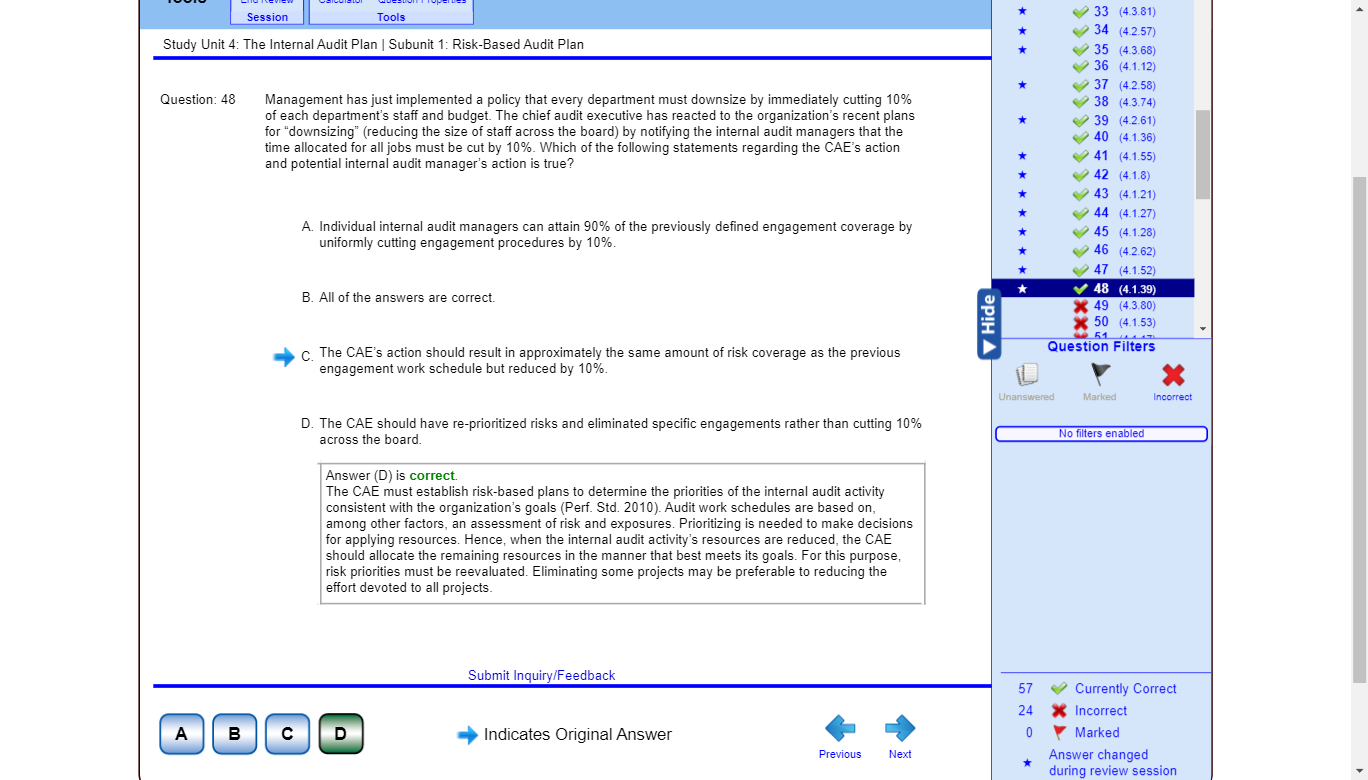 Session
Tools
Study Unit 4: The Internal Audit Plan | Subunit 1: Risk-Based Audit Plan
Question: 48
Management has just implemented a policy that every department must downsize by immediately cutting 10%
of each department's staff and budget. The chief audit executive has reacted to the organization's recent plans
for “downsizing” (reducing the size of staff across the board) by notifying the internal audit managers that the
time allocated for all jobs must be cut by 10%. Which of the following statements regarding the CAE's action
and potential internal audit manager's action is true?
A. Individual internal audit managers can attain 90% of the previously defined engagement coverage by
uniformly cutting engagement procedures by 10%.
B. All of the answers are correct.
C. The CAE's action should result in approximately the same amount of risk coverage as the previous
engagement work schedule but reduced by 10%.
D. The CAE should have re-prioritized risks and eliminated specific engagements rather than cutting 10%
across the board.
Answer (D) is correct.
The CAE must establish risk-based plans to determine the priorities of the internal audit activity
consistent with the organization's goals (Perf. Std. 2010). Audit work schedules are based on,
among other factors, an assessment of risk and exposures. Prioritizing is needed to make decisions
for applying resources. Hence, when the internal audit activity's resources are reduced, the CAE
should allocate the remaining resources in the manner that best meets its goals. For this purpose,
risk priorities must be reevaluated. Eliminating some projects may be preferable to reducing the
effort devoted to all projects.
Submit Inquiry/Feedback
A B C D
Indicates Original Answer
Previous
Next
33 (4.3.81)
34 (4.2.57)
35 (4.3.68)
36 (4.1.12)
37 (4.2.58)
38 (4.3.74)
39 (4.2.61)
40 (4.1.36)
41 (4.1.55)
42 (4.1.8)
43 (4.1.21)
44 (4.1.27)
45 (4.1.28)
46 (4.2.62)
47 (4.1.52)
48 (4.1.39)
49 (4.3.80)
50 (4.1.53)
Hide
Question Filters
Unanswered
Marked
Incorrect
No filters enabled
57 Currently Correct
24 Incorrect
0 Marked
Answer changed
during review session